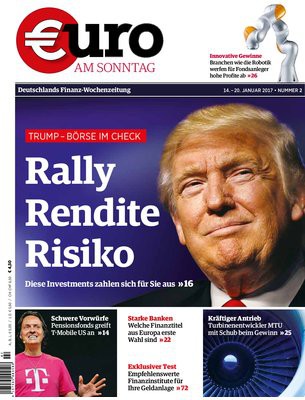 €uro
AM SONNTAG
Innovative Gewinne
Branchen wie die Robotik
werfen für Fondsanleger
hohe Profite ab »26
Deutschlands Finanz-Wochenzeitung
14. – 20. JANUAR 2017 • NUMMER 2
TRUMP – BÖRSE IM CHECK
Rally
Rendite
Risiko
Diese Investments zahlen sich für Sie aus »16
€ 4,50
Schwere Vorwürfe
Pensionsfonds greift
T-Mobile US an »14
Starke Banken
Welche Finanztitel
aus Europa erste
Wahl sind »22
Exklusiver Test
Empfehlenswerte
Finanzinstitute für
Ihre Geldanlage »72
Kräftiger Antrieb
Turbinenentwickler MTU
mit Schub beim Gewinn »25
T